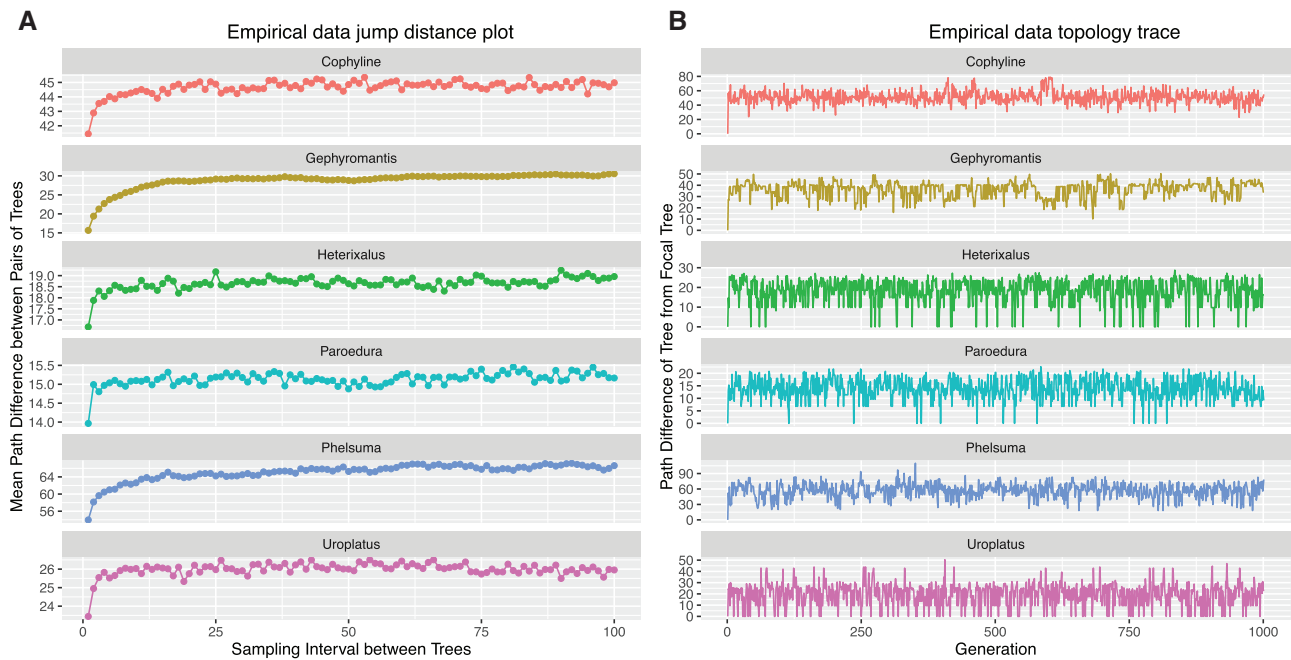 A
Empirical data jump distance plot
Mean Path Difference between Pairs of Trees
Cophyline
45
44
43
42
Gephyromantis
30
25
20
15
Heterixalus
19.0
18.5
18.0
17.5
17.0
Paroedura
15.5
15.0
14.5
14.0
Phelsuma
64
60
56
Uroplatus
26
25
24
0 25 50 75 100
Sampling Interval between Trees
B
Empirical data topology trace
Path Difference of Tree from Focal Tree
Cophyline
80
60
40
20
0
Gephyromantis
50
40
30
20
10
0
Heterixalus
30
20
10
0
Paroedura
20
15
10
5
0
Phelsuma
90
60
30
0
Uroplatus
50
40
30
20
10
0
0 250 500 750 1000
Generation